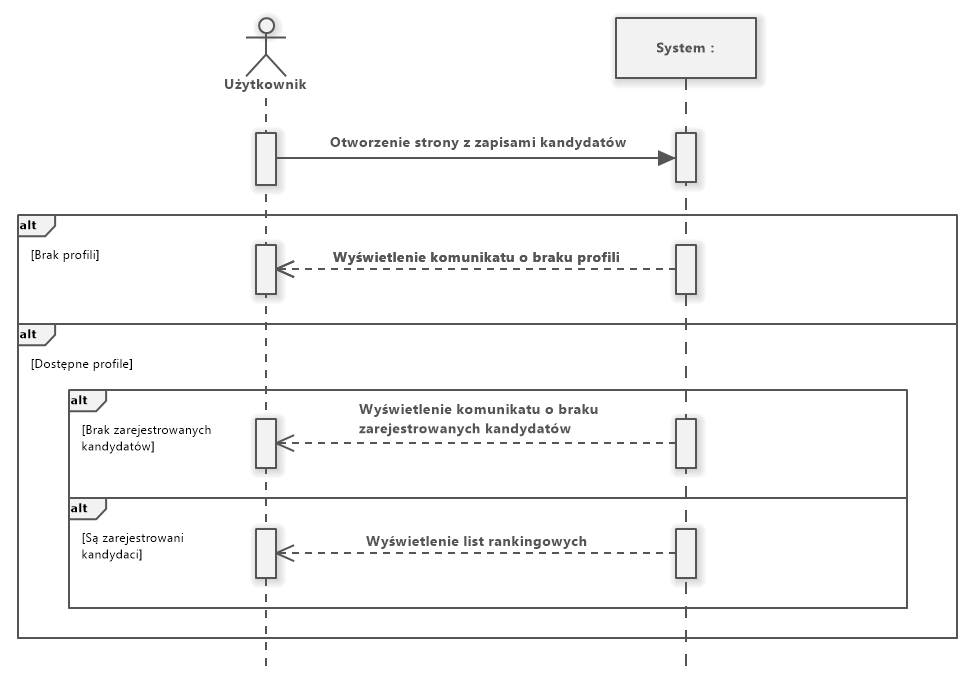 Użytkownik
System :
Otworzenie strony z zapisami kandydatów
alt
[Brak profili]
Wyświetlenie komunikatu o braku profili
alt
[Dostępne profile]
alt
[Brak zarejestrowanych
kandydatów]
Wyświetlenie komunikatu o braku
zarejestrowanych kandydatów
alt
[Są zarejestrowani
kandydaci]
Wyświetlenie list rankingowych